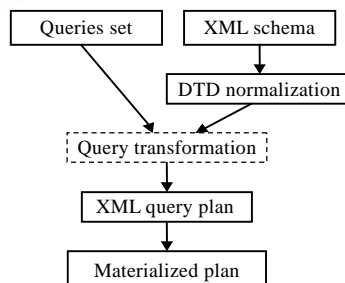 Queries set
XML schema
DTD normalization
Query transformation
XML query plan
Materialized plan